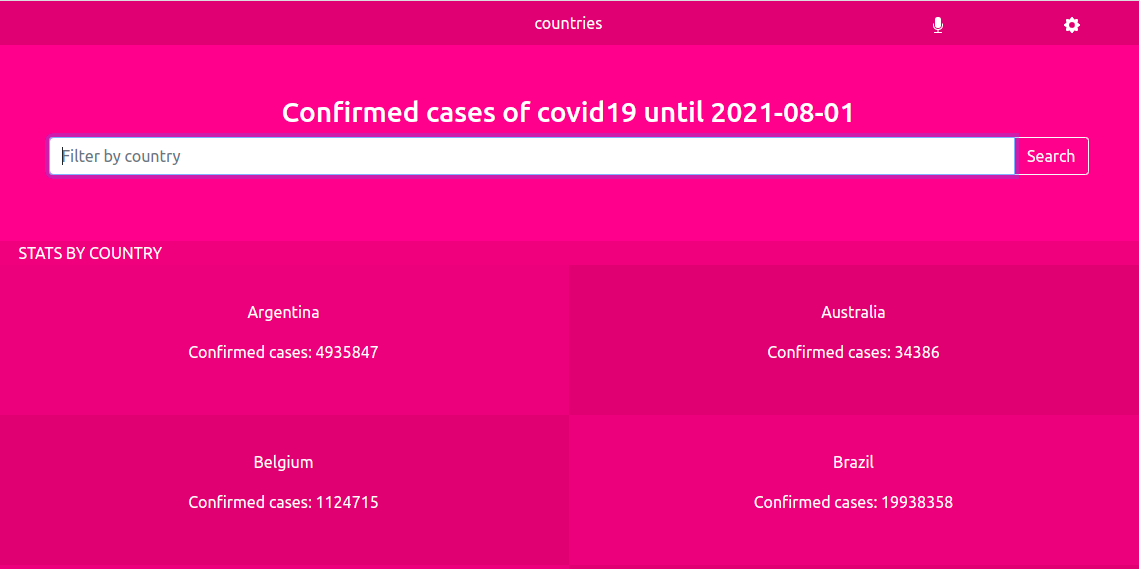 countries
Confirmed cases of covid19 until 2021-08-01
Filter by country
Search
STATS BY COUNTRY
Argentina
Confirmed cases: 4935847
Australia
Confirmed cases: 34386
Belgium
Confirmed cases: 1124715
Brazil
Confirmed cases: 19938358